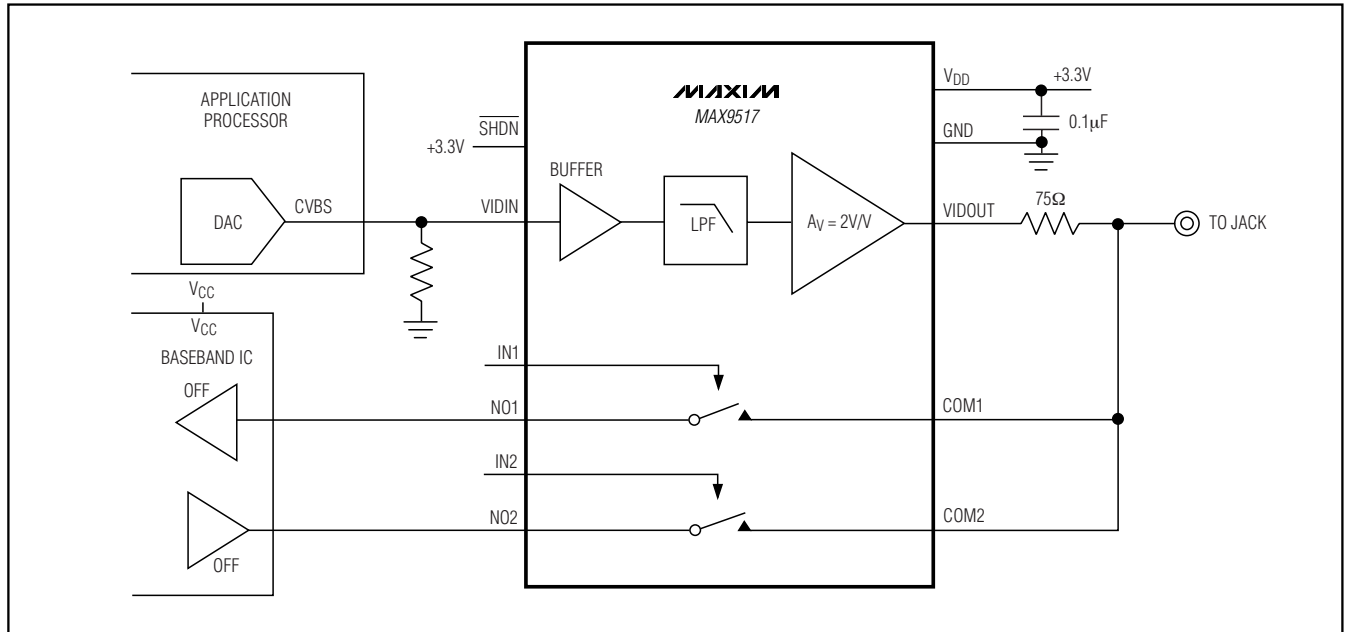 APPLICATION
PROCESSOR
DAC
CVBS
VCC
VCC
BASEBAND IC
OFF
OFF
MAXIM
MAX9517
SHDN
+3.3V
VIDIN
BUFFER
LPF
AV = 2V/V
IN1
NO1
IN2
NO2
VDD
+3.3V
0.1µF
GND
75Ω
VIDOUT
TO JACK
COM1
COM2